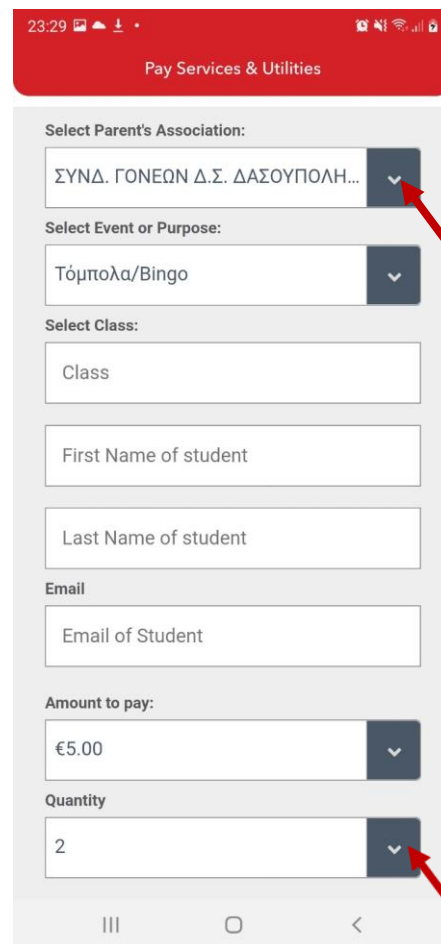 23:29
Pay Services & Utilities
Select Parent's Association:
ΣΥΝΔ. ΓΟΝΕΩΝ Δ.Σ. ΔΑΣΟΥΠΟΛΗ...
Select Event or Purpose:
Τόμπολα/Bingo
Select Class:
Class
First Name of student
Last Name of student
Email
Email of Student
Amount to pay:
€5.00
Quantity
2